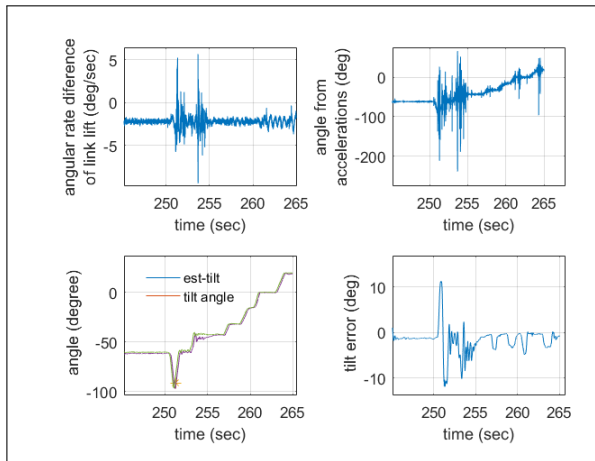 angular rate diference
of link lift (deg/sec)
5
0
-5
250 255 260 265
time (sec)
angle from
accelerations (deg)
0
-100
-200
250 255 260 265
time (sec)
angle (degree)
0
-50
-100
est-tilt
tilt angle
250 255 260 265
time (sec)
tilt error (deg)
10
0
-10
250 255 260 265
time (sec)